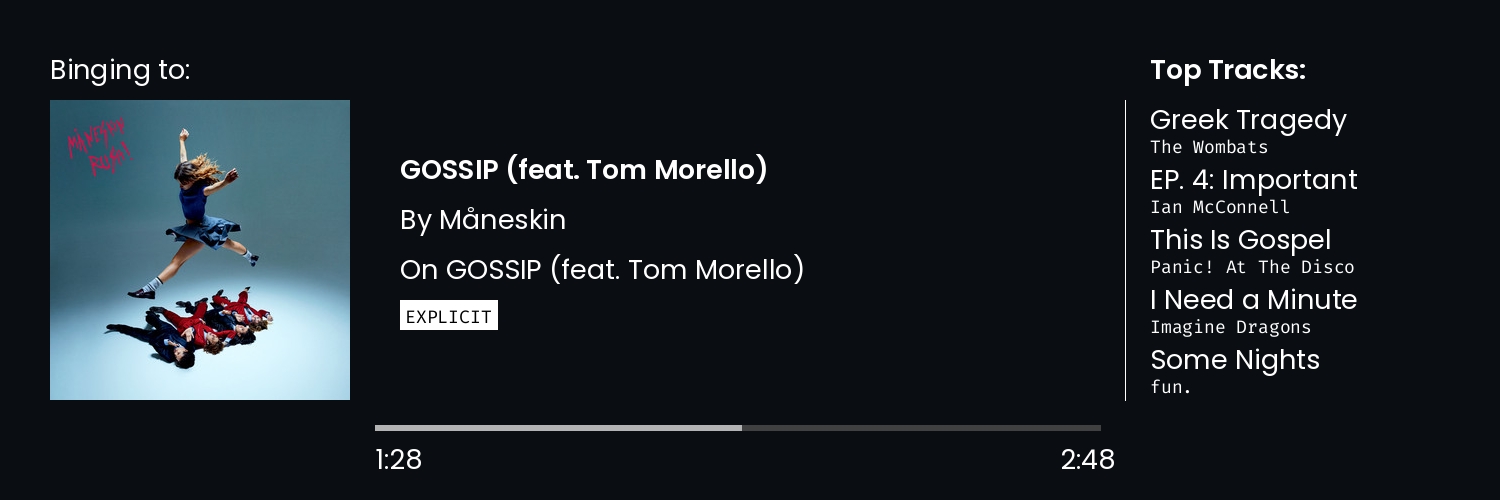 Binging to:
MÅNESKIN
RUSH!
GOSSIP (feat. Tom Morello)
By Måneskin
On GOSSIP (feat. Tom Morello)
EXPLICIT
1:28
2:48
Top Tracks:
Greek Tragedy
The Wombats
EP. 4: Important
Ian McConnell
This Is Gospel
Panic! At The Disco
I Need a Minute
Imagine Dragons
Some Nights
fun.